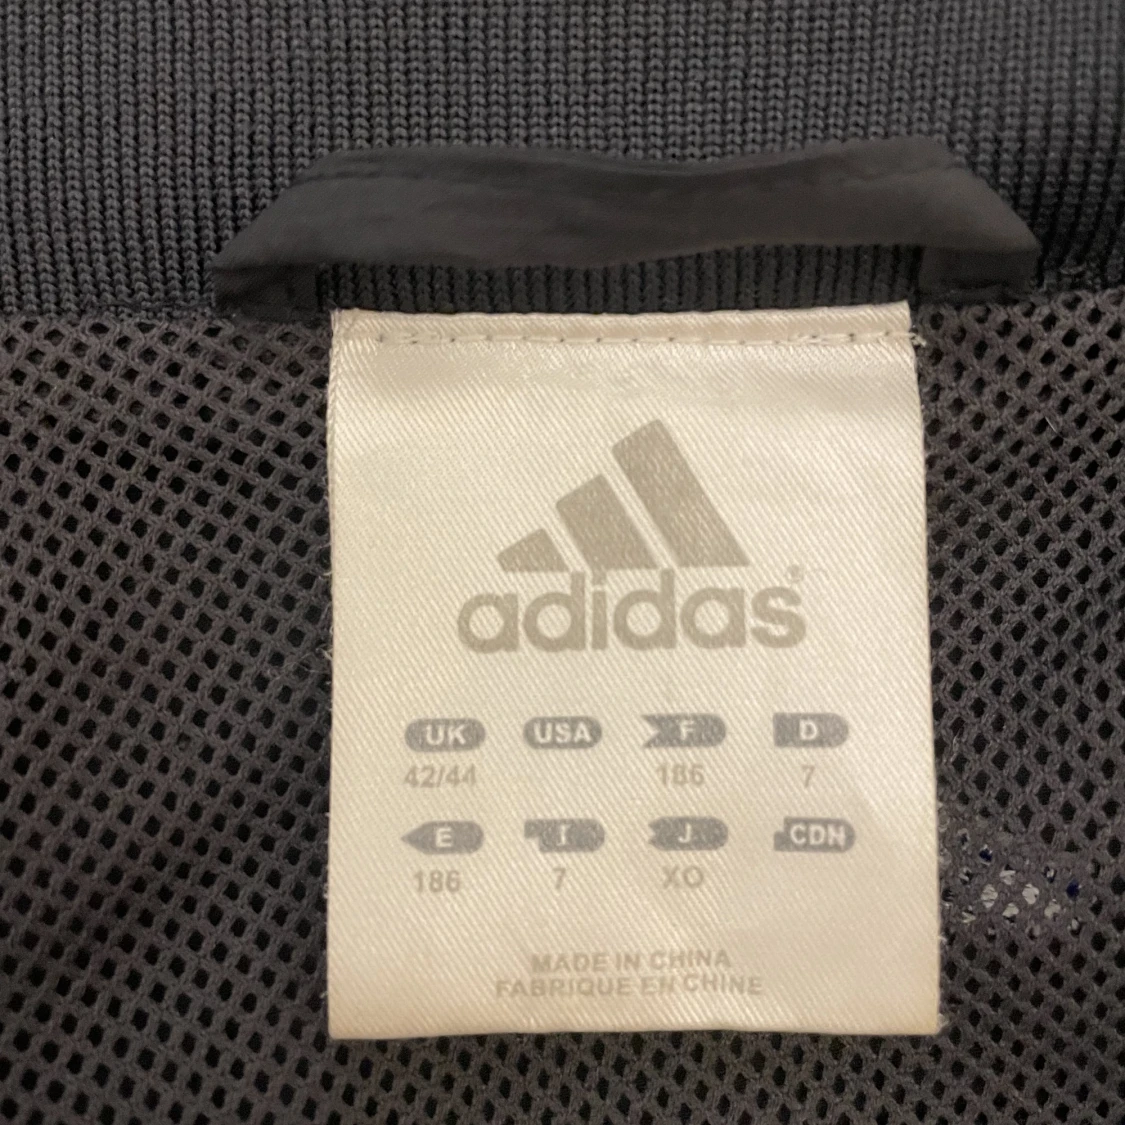 adidas®
UK USA F D
42/44 186 7
E I J CDN
186 7 XO
MADE IN CHINA
FABRIQUE EN CHINE